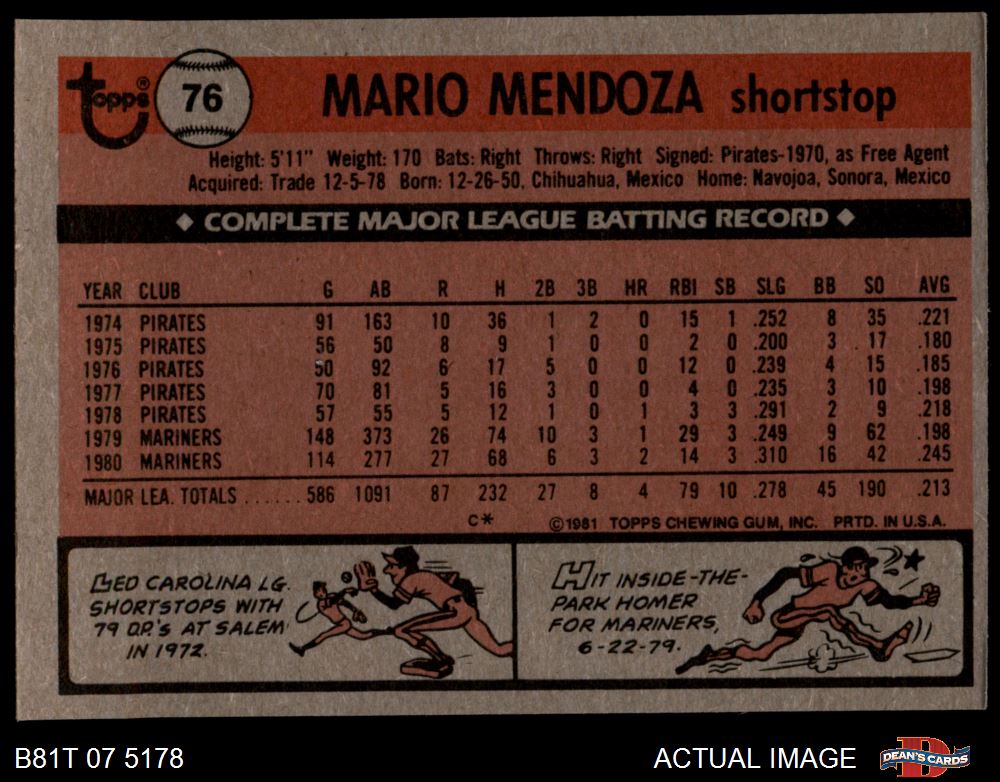 Topps® 76 MARIO MENDOZA shortstop
Height: 5'11" Weight: 170 Bats: Right Throws: Right Signed: Pirates-1970, as Free Agent
Acquired: Trade 12-5-78 Born: 12-26-50, Chihuahua, Mexico Home: Navojoa, Sonora, Mexico
◆ COMPLETE MAJOR LEAGUE BATTING RECORD ◆
YEAR CLUB G AB R H 2B 3B HR RBI SB SLG BB SO AVG
1974 PIRATES 91 163 10 36 1 2 0 15 1 .252 8 35 .221
1975 PIRATES 56 50 8 9 1 0 0 2 0 .200 3 17 .180
1976 PIRATES 50 92 6 17 5 0 0 12 0 .239 4 15 .185
1977 PIRATES 70 81 5 16 3 0 0 4 0 .235 3 10 .198
1978 PIRATES 57 55 5 12 1 0 1 3 3 .291 2 9 .218
1979 MARINERS 148 373 26 74 10 3 1 29 3 .249 9 62 .198
1980 MARINERS 114 277 27 68 6 3 2 14 3 .310 16 42 .245
MAJOR LEA. TOTALS ...... 586 1091 87 232 27 8 4 79 10 .278 45 190 .213
C* ©1981 TOPPS CHEWING GUM, INC. PRTD. IN U.S.A.
LED CAROLINA LG.
SHORTSTOPS WITH
79 D.P.'S AT SALEM
IN 1972.
HIT INSIDE-THE-
PARK HOMER
FOR MARINERS,
6-22-79.
B81T 07 5178 ACTUAL IMAGE DEAN'S CARDS